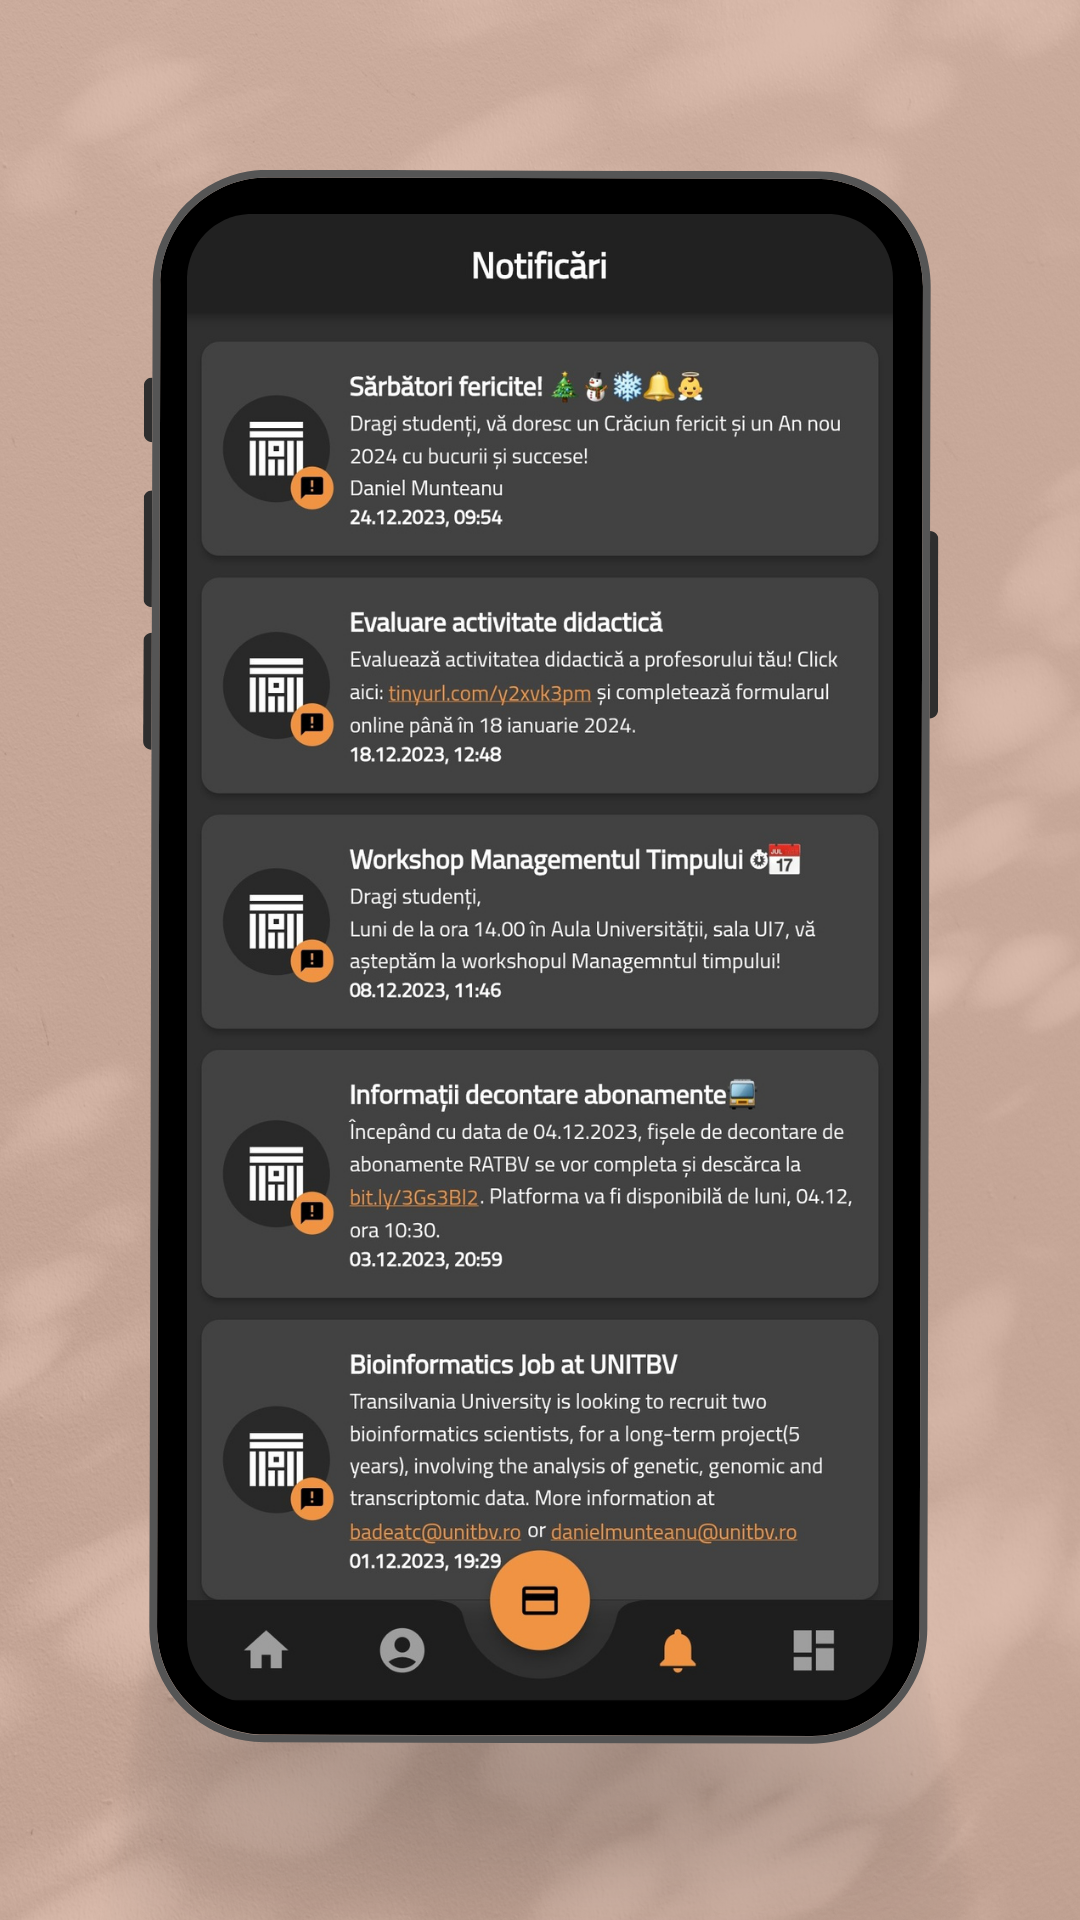 Notificări
Sărbători fericite! 🎄⛄❄️🔔👼
Dragi studenți, vă doresc un Crăciun fericit și un An nou
2024 cu bucurii și succese!
Daniel Munteanu
24.12.2023, 09:54
Evaluare activitate didactică
Evaluează activitatea didactică a profesorului tău! Click
aici: tinyurl.com/y2xvk3pm și completează formularul
online până în 18 ianuarie 2024.
18.12.2023, 12:48
Workshop Managementul Timpului ⏱📅
JUL
17
Dragi studenți,
Luni de la ora 14.00 în Aula Universității, sala UI7, vă
așteptăm la workshopul Managemntul timpului!
08.12.2023, 11:46
Informații decontare abonamente🚍
Începând cu data de 04.12.2023, fișele de decontare de
abonamente RATBV se vor completa și descărca la
bit.ly/3Gs3Bl2. Platforma va fi disponibilă de luni, 04.12,
ora 10:30.
03.12.2023, 20:59
Bioinformatics Job at UNITBV
Transilvania University is looking to recruit two
bioinformatics scientists, for a long-term project(5
years), involving the analysis of genetic, genomic and
transcriptomic data. More information at
badeatc@unitbv.ro or danielmunteanu@unitbv.ro
01.12.2023, 19:29